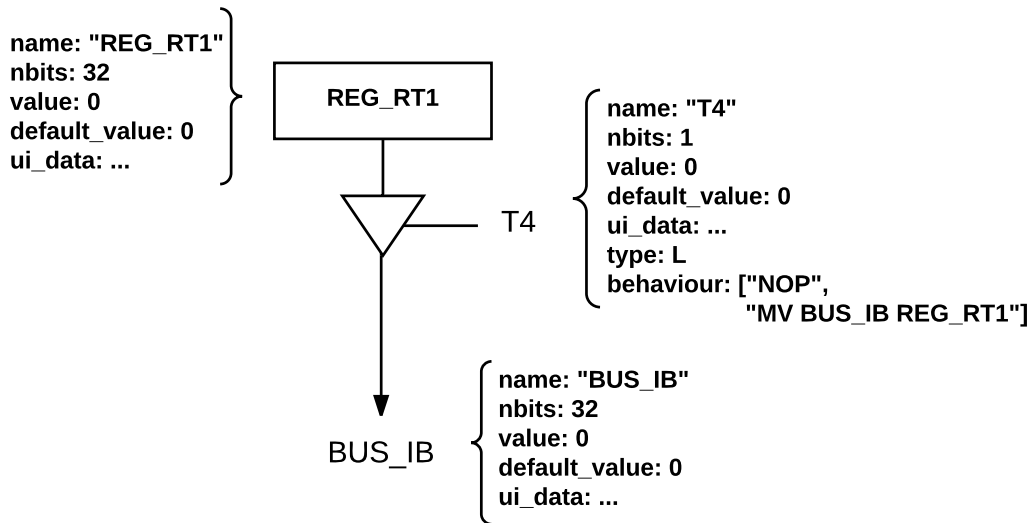 name: "REG_RT1"
nbits: 32
value: 0
default_value: 0
ui_data: ...
REG_RT1
name: "T4"
nbits: 1
value: 0
default_value: 0
ui_data: ...
type: L
behaviour: ["NOP",
"MV BUS_IB REG_RT1"]
T4
BUS_IB
name: "BUS_IB"
nbits: 32
value: 0
default_value: 0
ui_data: ...